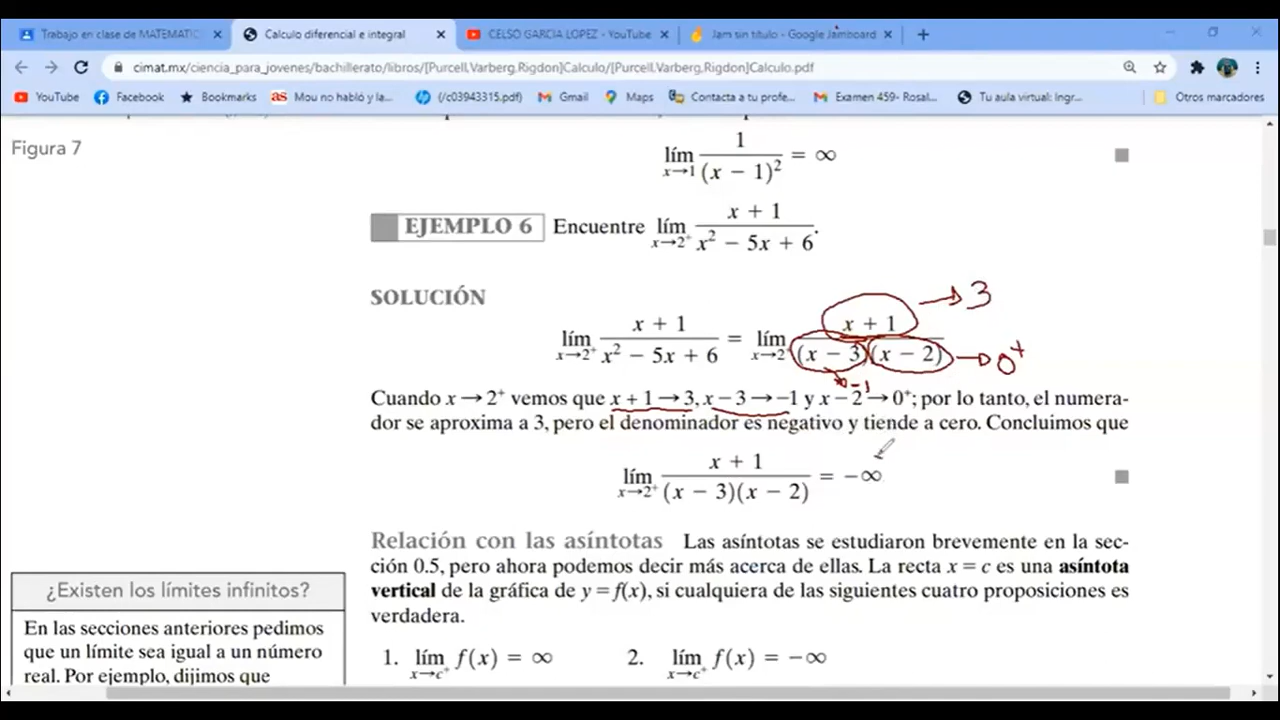 Trabajo en clase de MATEMATIC
Calculo diferencial e integral
CELSO GARCIA LOPEZ - YouTube
Jam sin título - Google Jamboard
cimat.mx/ciencia_para_jovenes/bachillerato/libros/[Purcell,Varberg,Rigdon]Calculo/[Purcell,Varberg,Rigdon]Calculo.pdf
YouTube Facebook Bookmarks Mou no habló y la... (/c03943315.pdf) Gmail Maps Contacta a tu profe... Examen 459- Rosal... Tu aula virtual: Ingr... Otros marcadores
Figura 7
lím x→1 1/(x − 1)² = ∞
EJEMPLO 6 Encuentre lím x→2⁺ (x + 1)/(x² − 5x + 6).
SOLUCIÓN
→ 3
lím x→2⁺ (x + 1)/(x² − 5x + 6) = lím x→2⁺ (x + 1)/((x − 3)(x − 2))
→ 0⁺
→ −1
Cuando x → 2⁺ vemos que x + 1 → 3, x − 3 → −1 y x − 2 → 0⁺; por lo tanto, el numera-
dor se aproxima a 3, pero el denominador es negativo y tiende a cero. Concluimos que
lím x→2⁺ (x + 1)/((x − 3)(x − 2)) = −∞
Relación con las asíntotas Las asíntotas se estudiaron brevemente en la sec-
ción 0.5, pero ahora podemos decir más acerca de ellas. La recta x = c es una asíntota
vertical de la gráfica de y = f(x), si cualquiera de las siguientes cuatro proposiciones es
verdadera.
1. lím x→c⁺ f(x) = ∞ 2. lím x→c⁺ f(x) = −∞
¿Existen los límites infinitos?
En las secciones anteriores pedimos
que un límite sea igual a un número
real. Por ejemplo, dijimos que